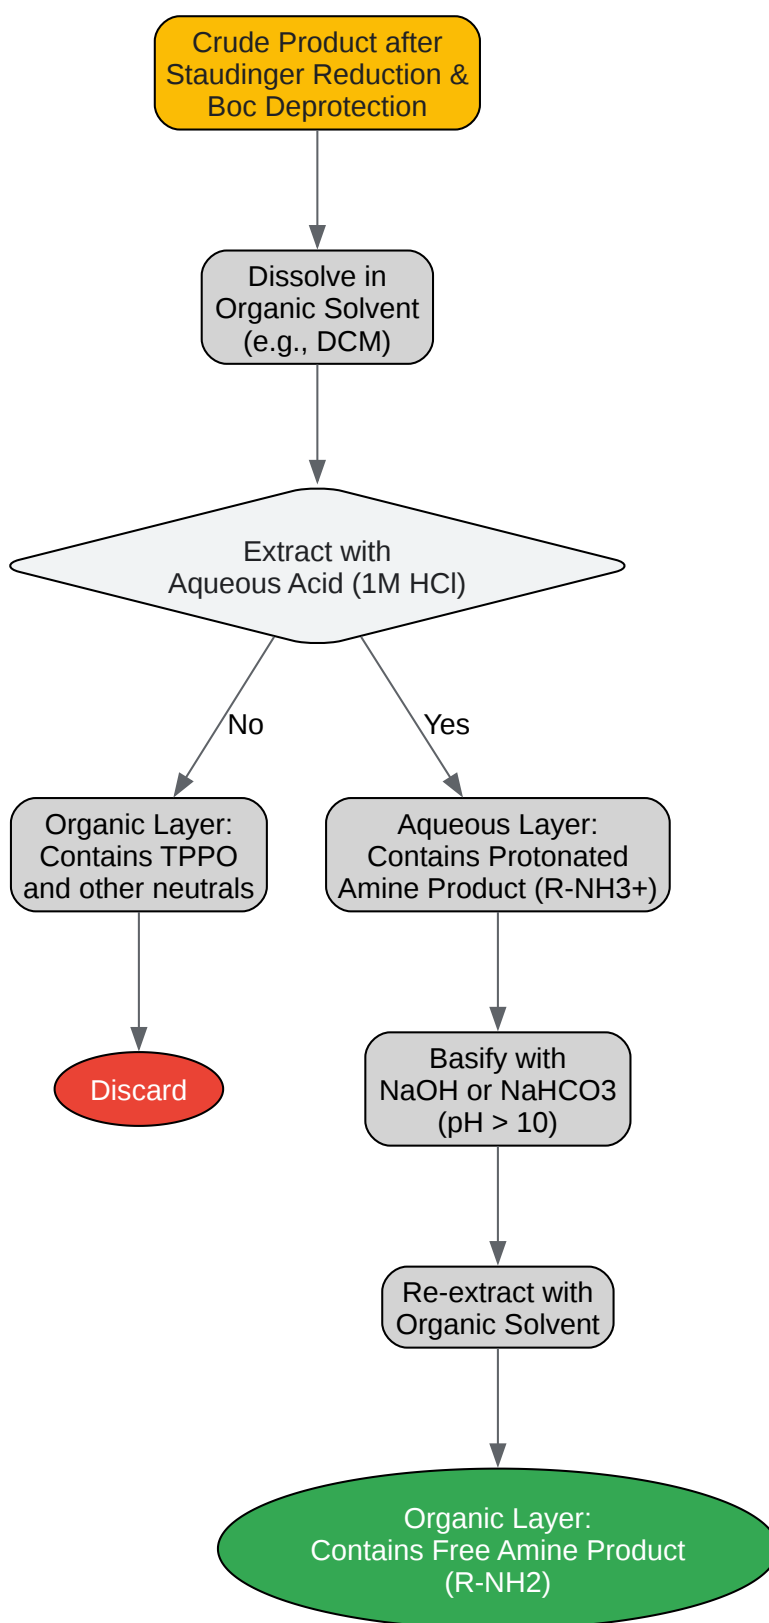 Crude Product after
Staudinger Reduction &
Boc Deprotection
Dissolve in
Organic Solvent
(e.g., DCM)
Extract with
Aqueous Acid (1M HCl)
No
Yes
Organic Layer:
Contains TPPO
and other neutrals
Aqueous Layer:
Contains Protonated
Amine Product (R-NH3+)
Discard
Basify with
NaOH or NaHCO3
(pH > 10)
Re-extract with
Organic Solvent
Organic Layer:
Contains Free Amine Product
(R-NH2)